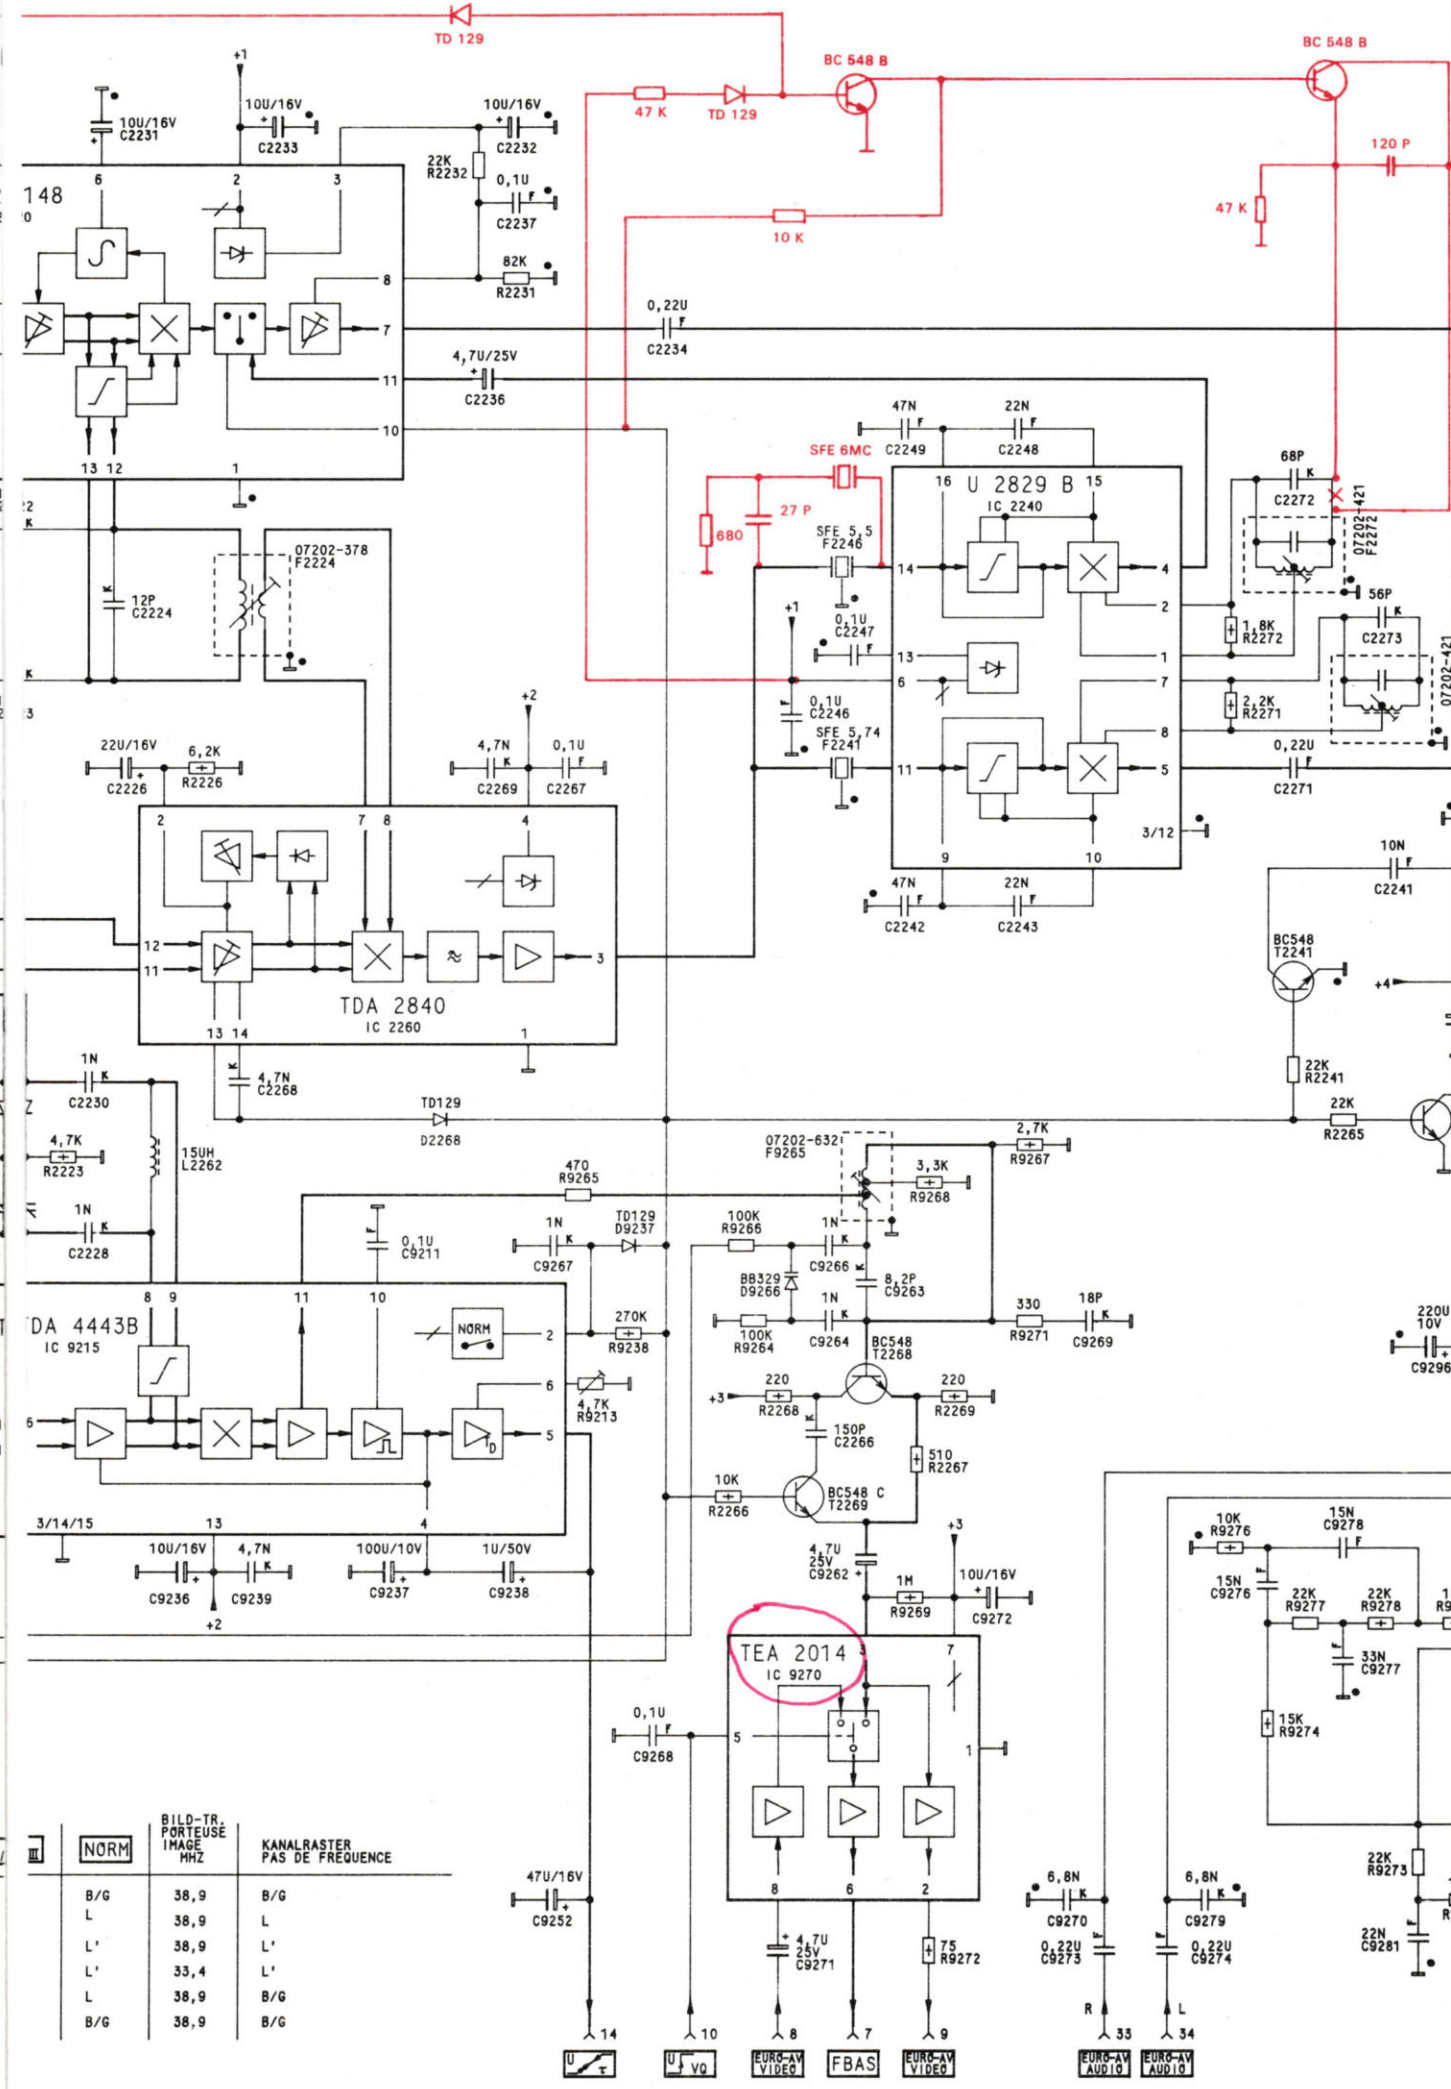 TD 129
BC 548 B
BC 548 B
+1
10U/16V
C2231
10U/16V
C2233
10U/16V
C2232
47 K
TD 129
120 P
22K
R2232
0,1U
F
C2237
6
2
3
148
47 K
10 K
8
82K
R2231
0,22U
F
C2234
7
4,7U/25V
C2236
11
10
13 12
1
47N
F
C2249
22N
F
C2248
SFE 6MC
27 P
680
16
U 2829 B
IC 2240
15
68P
K
C2272
07202-421
F2272
K
07202-378
F2224
SFE 5,5
F2246
14
4
K
12P
C2224
+1
0,1U
C2247
F
2
1,8K
R2272
56P
K
C2273
13
1
K
6
7
07202-421
F
0,1U
C2246
2,2K
R2271
+2
SFE 5,74
F2241
8
22U/16V
C2226
6,2K
R2226
4,7N
K
C2269
0,1U
F
C2267
11
5
0,22U
F
C2271
2
7
8
4
3/12
9
10
10N
F
C2241
47N
F
C2242
22N
F
C2243
12
11
3
BC548
T2241
+4
TDA 2840
IC 2260
13 14
1
1N
K
C2230
K
4,7N
C2268
22K
R2241
TD129
D2268
22K
R2265
4,7K
R2223
15UH
L2262
07202-632
F9265
2,7K
R9267
470
R9265
3,3K
R9268
1N
K
C2228
F
0,1U
C9211
1N
K
C9267
TD129
D9237
100K
R9266
1N
K
C9266
BB329
D9266
K
8,2P
C9263
8
9
11
10
TDA 4443B
IC 9215
NORM
2
270K
R9238
100K
R9264
1N
K
C9264
330
R9271
18P
K
C9269
220U
10V
C9296
BC548
T2268
6
4,7K
R9213
+3
220
R2268
220
R2269
6
5
K
150P
C2266
510
R2267
10K
R2266
BC548 C
T2269
3/14/15
13
4
10U/16V
C9236
4,7N
K
C9239
+2
100U/10V
C9237
1U/50V
C9238
+3
4,7U
25V
C9262
1M
R9269
10U/16V
C9272
10K
R9276
15N
C9278
F
15N
C9276
F
22K
R9277
22K
R9278
F
33N
C9277
TEA 2014
IC 9270
3
7
0,1U
F
C9268
5
1
15K
R9274
8
6
2
22K
R9273
III
NORM
BILD-TR.
PORTEUSE
IMAGE
MHZ
KANALRASTER
PAS DE FREQUENCE
B/G 38,9 B/G
L 38,9 L
L' 38,9 L'
L' 33,4 L'
L 38,9 B/G
B/G 38,9 B/G
47U/16V
C9252
4,7U
25V
C9271
75
R9272
6,8N
K
C9270
6,8N
K
C9279
F
0,22U
C9273
F
0,22U
C9274
22N
C9281
F
R
L
14
10
8
7
9
33
34
U
τ
U
VQ
EURO-AV
VIDEO
FBAS
EURO-AV
VIDEO
EURO-AV
AUDIO
EURO-AV
AUDIO